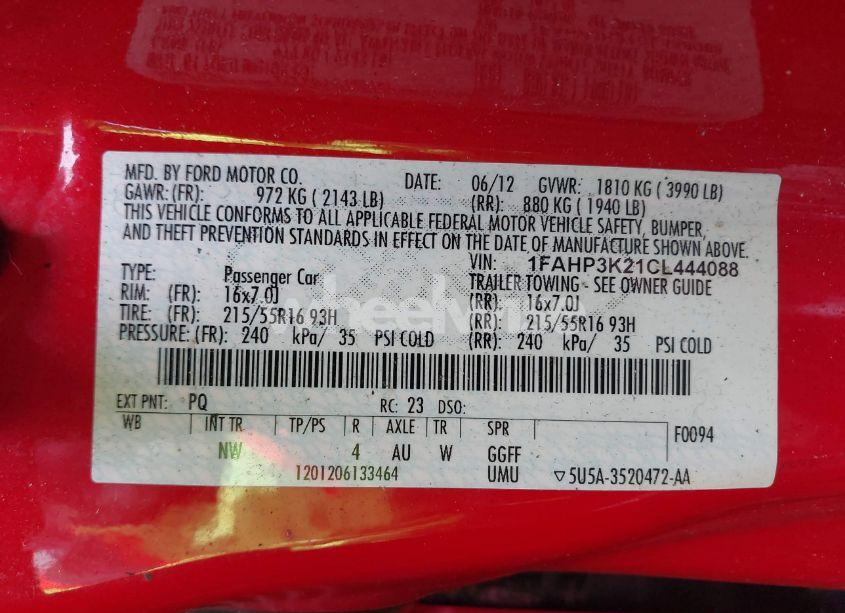 MFD. BY FORD MOTOR CO. DATE: 06/12 GVWR: 1810 KG ( 3990 LB)
GAWR: (FR): 972 KG ( 2143 LB) (RR): 880 KG ( 1940 LB)
THIS VEHICLE CONFORMS TO ALL APPLICABLE FEDERAL MOTOR VEHICLE SAFETY, BUMPER,
AND THEFT PREVENTION STANDARDS IN EFFECT ON THE DATE OF MANUFACTURE SHOWN ABOVE.
VIN: 1FAHP3K21CL444088
TYPE: Passenger Car TRAILER TOWING - SEE OWNER GUIDE
RIM: (FR): 16x7.0J (RR): 16x7.0J
TIRE: (FR): 215/55R16 93H (RR): 215/55R16 93H
PRESSURE: (FR): 240 kPa/ 35 PSI COLD (RR): 240 kPa/ 35 PSI COLD
EXT PNT: PQ RC: 23 DSO:
WB INT TR TP/PS R AXLE TR SPR F0094
NW 4 AU W GGFF
1201206133464 UMU ▽5U5A-3520472-AA